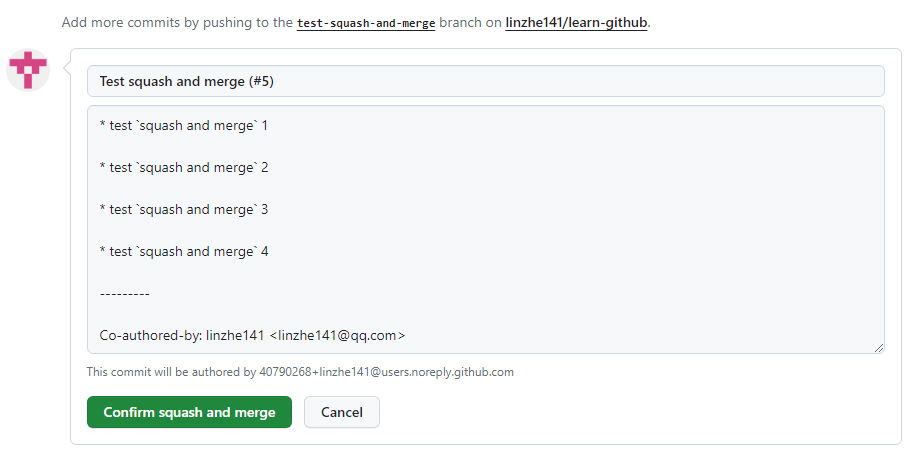 Add more commits by pushing to the test-squash-and-merge branch on linzhe141/learn-github.
Test squash and merge (#5)
* test `squash and merge` 1
* test `squash and merge` 2
* test `squash and merge` 3
* test `squash and merge` 4
---------
Co-authored-by: linzhe141 <linzhe141@qq.com>
This commit will be authored by 40790268+linzhe141@users.noreply.github.com
Confirm squash and merge
Cancel